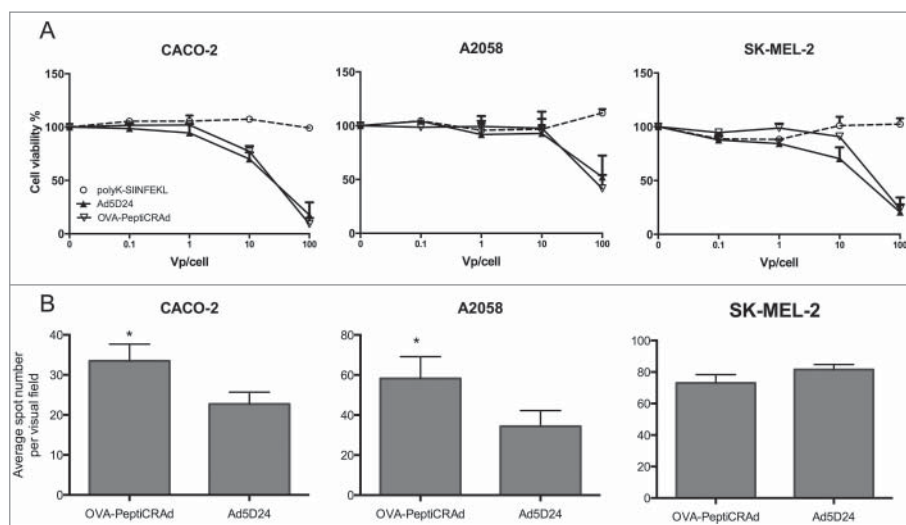 A
CACO-2
A2058
SK-MEL-2
Cell viability %
150
100
50
0
polyK-SIINFEKL
Ad5D24
OVA-PeptiCRAd
0 0.1 1 10 100
Vp/cell
150
100
50
0
0 0.1 1 10 100
Vp/cell
150
100
50
0
0 0.1 1 10 100
Vp/cell
B
CACO-2
A2058
SK-MEL-2
Average spot number
per visual field
40
30
20
10
0
*
OVA-PeptiCRAd Ad5D24
80
60
40
20
0
*
OVA-PeptiCRAd Ad5D24
100
80
60
40
20
0
OVA-PeptiCRAd Ad5D24